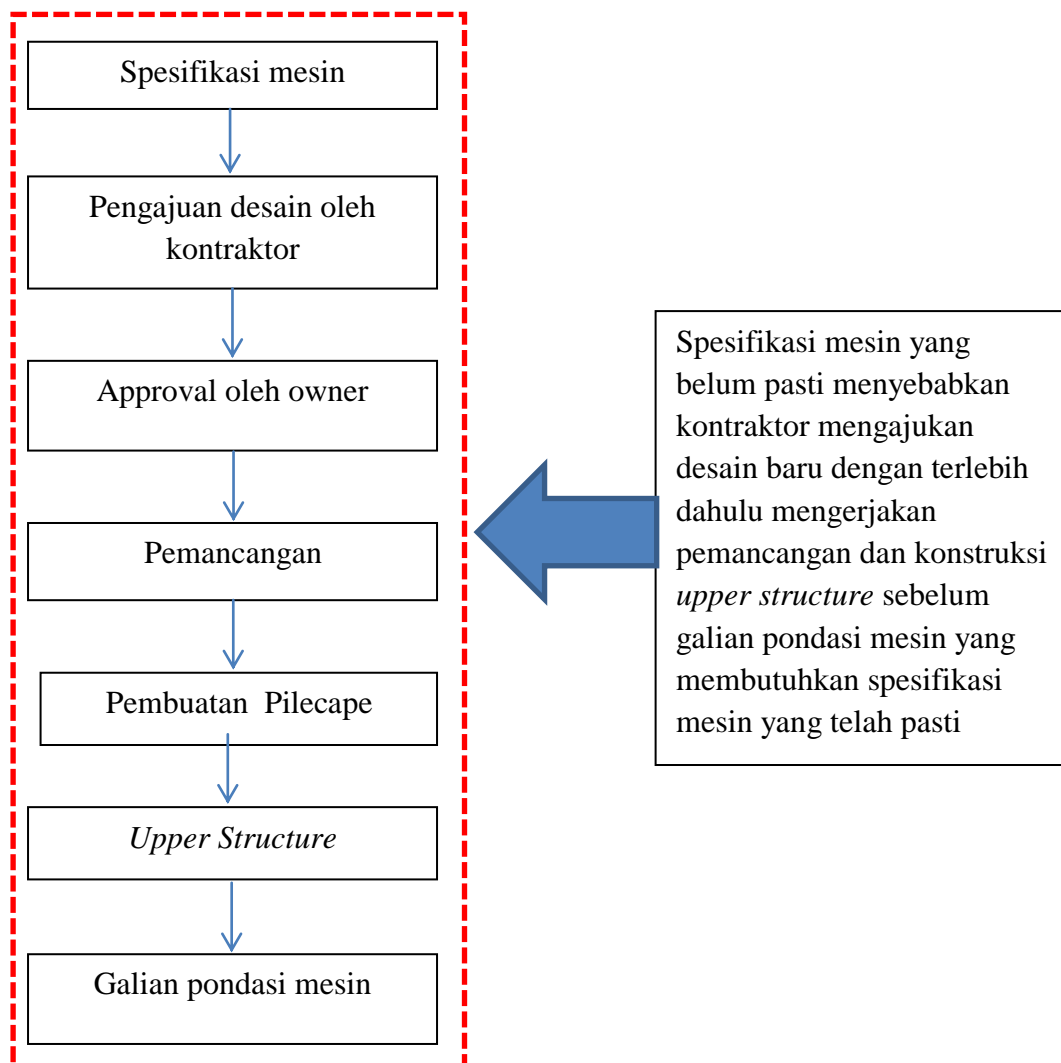 Spesifikasi mesin
Pengajuan desain oleh
kontraktor
Approval oleh owner
Pemancangan
Pembuatan  Pilecape
Upper Structure
Galian pondasi mesin
Spesifikasi mesin yang
belum pasti menyebabkan
kontraktor mengajukan
desain baru dengan terlebih
dahulu mengerjakan
pemancangan dan konstruksi
upper structure sebelum
galian pondasi mesin yang
membutuhkan spesifikasi
mesin yang telah pasti